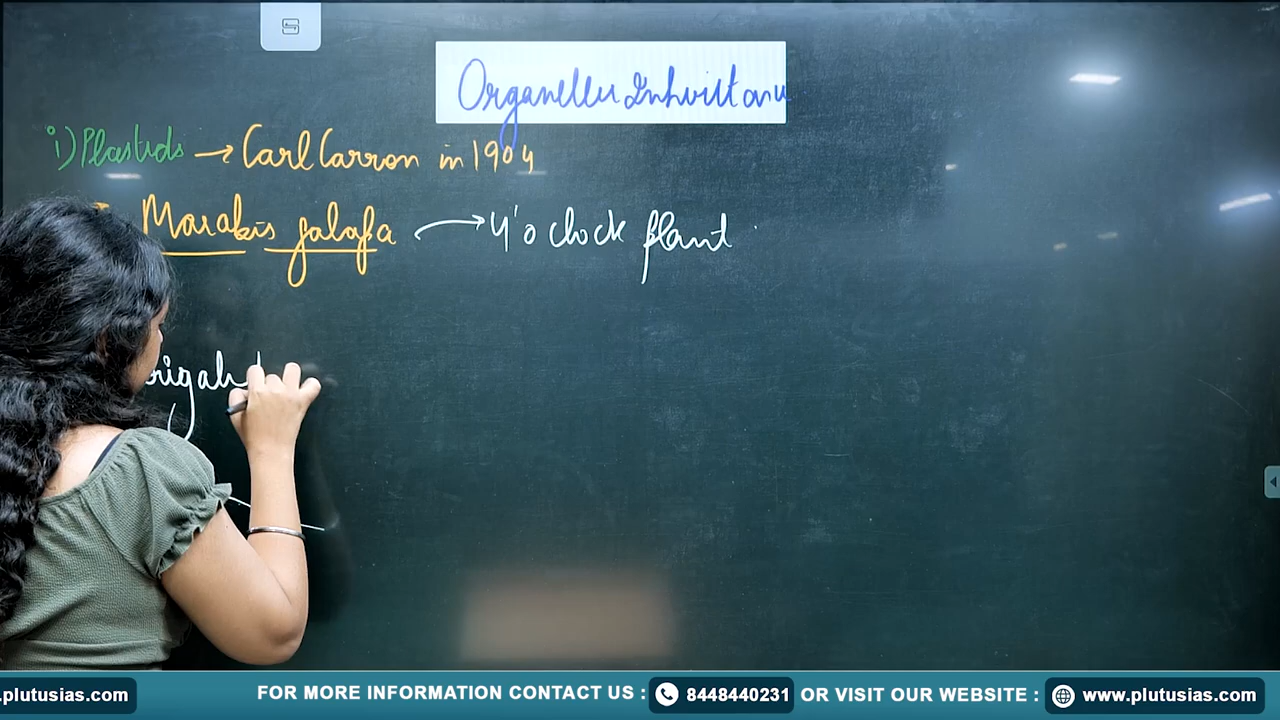 Organeller Inheritance
i) Plastids → Carl Carron in 1904
Marabis jalapa → 4'o clock plant
.plutusias.com FOR MORE INFORMATION CONTACT US : 8448440231 OR VISIT OUR WEBSITE : www.plutusias.com